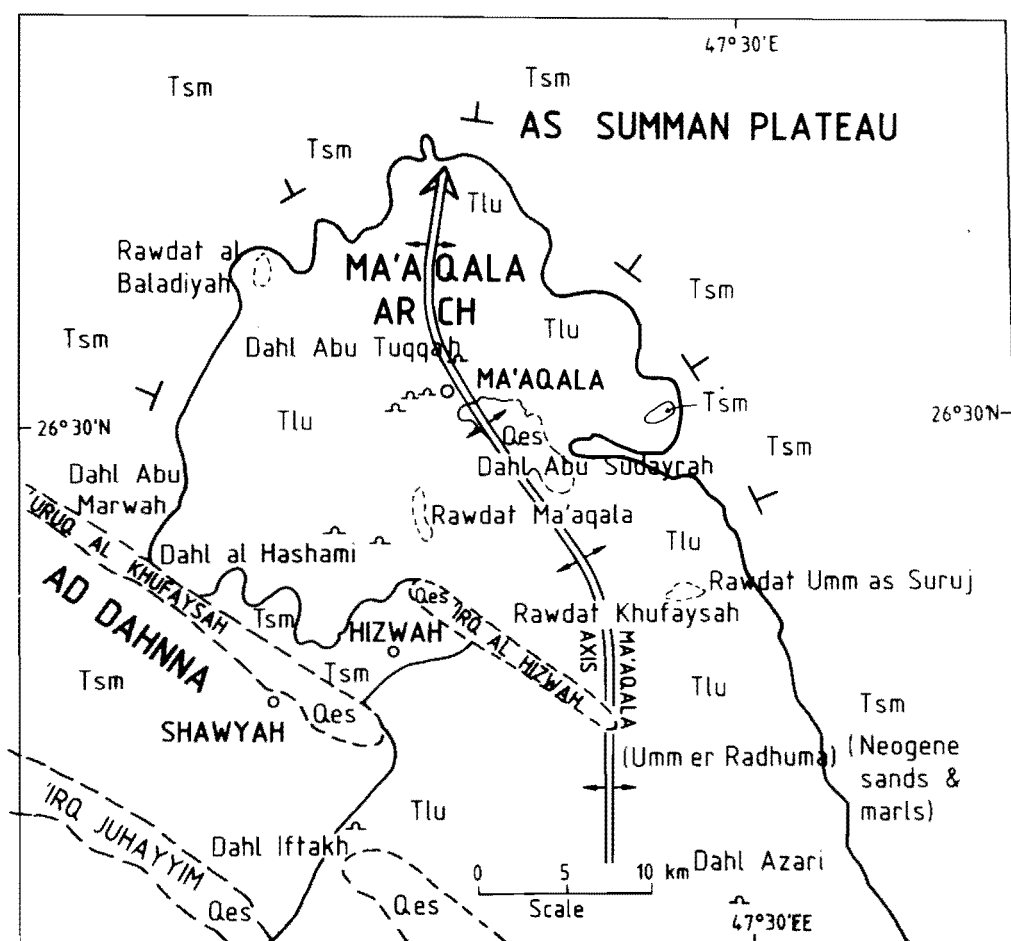 47°30'E
Tsm
Tsm
AS SUMMAN PLATEAU
Tsm
Tlu
Rawdat al
Baladiyah
MA'AQALA
ARCH
Tsm
Tlu
Tsm
Dahl Abu Tuqqah
MA'AQALA
Tsm
26°30'N
26°30'N
Tlu
Qes
Tsm
Dahl Abu Sudayrah
Dahl Abu
Marwah
Rawdat Ma'aqala
'URUQ AL KHUFAYSAH
Tlu
Dahl al Hashami
AD DAHNNA
Rawdat Umm as Suruj
Qes
'IRQ AL HIZWAH
Rawdat Khufaysah
Tsm
HIZWAH
MA'AQALA
AXIS
Tsm
Tsm
Tlu
Tsm
Qes
SHAWYAH
(Umm er Radhuma)
(Neogene
sands &
marls)
'IRQ JUHAYYIM
Tlu
Dahl Iftakh
Dahl Azari
0 5 10 km
Scale
Qes
Qes
47°30'EE